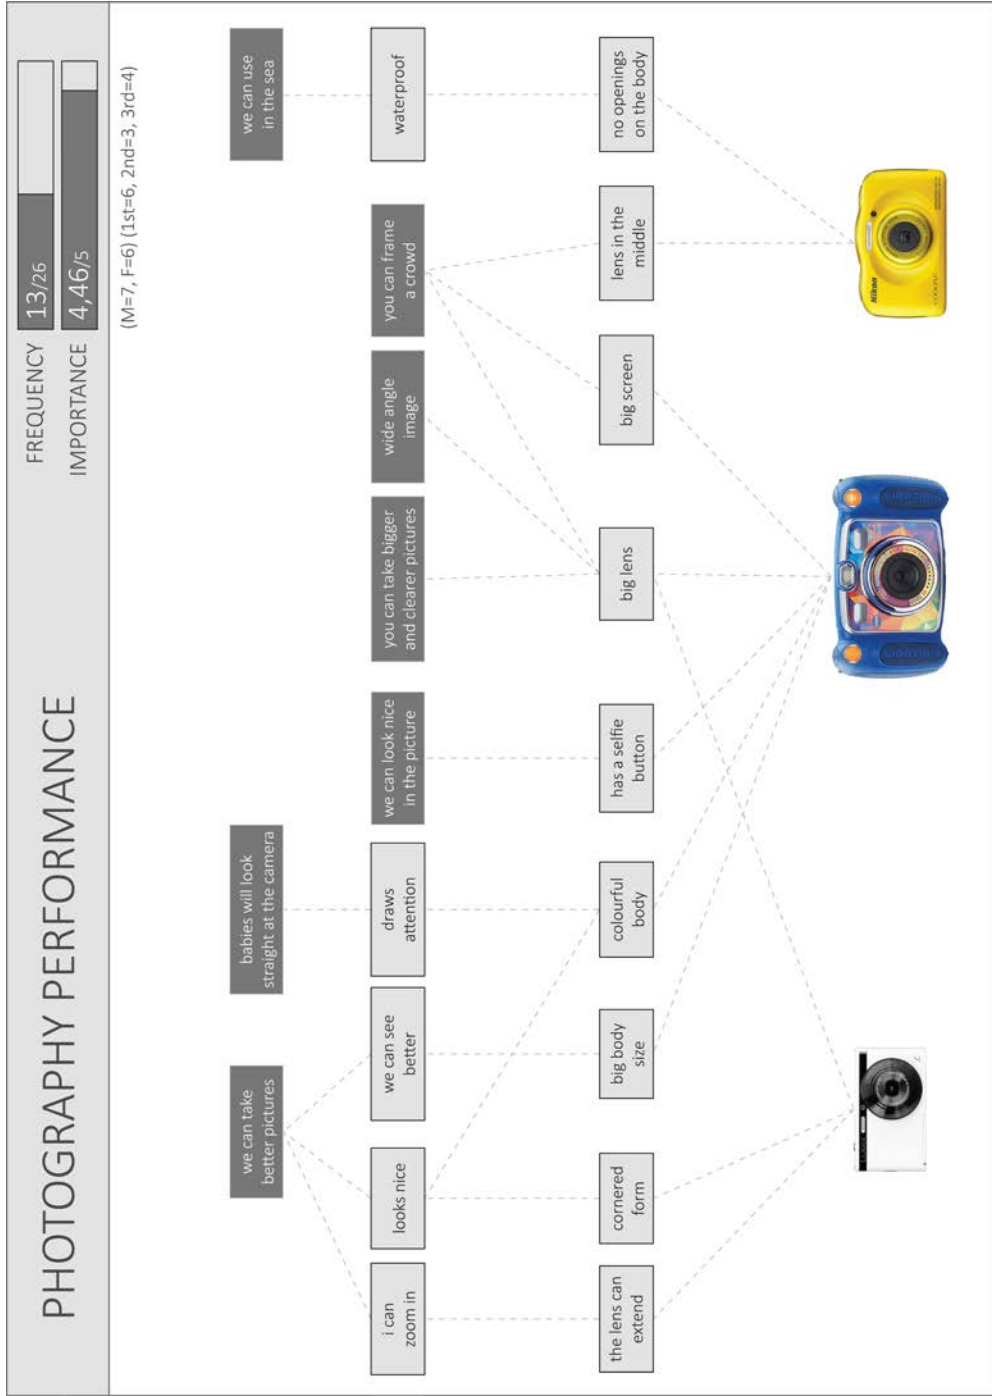 PHOTOGRAPHY PERFORMANCE
FREQUENCY
13/26
IMPORTANCE
4,46/5
(M=7, F=6) (1st=6, 2nd=3, 3rd=4)
we can take
better pictures
babies will look
straight at the camera
we can use
in the sea
i can
zoom in
looks nice
we can see
better
draws
attention
we can look nice
in the picture
you can take bigger
and clearer pictures
wide angle
image
you can frame
a crowd
waterproof
the lens can
extend
cornered
form
big body
size
colourful
body
has a selfie
button
big lens
big screen
lens in the
middle
no openings
on the body
Nikon
COOLPIX